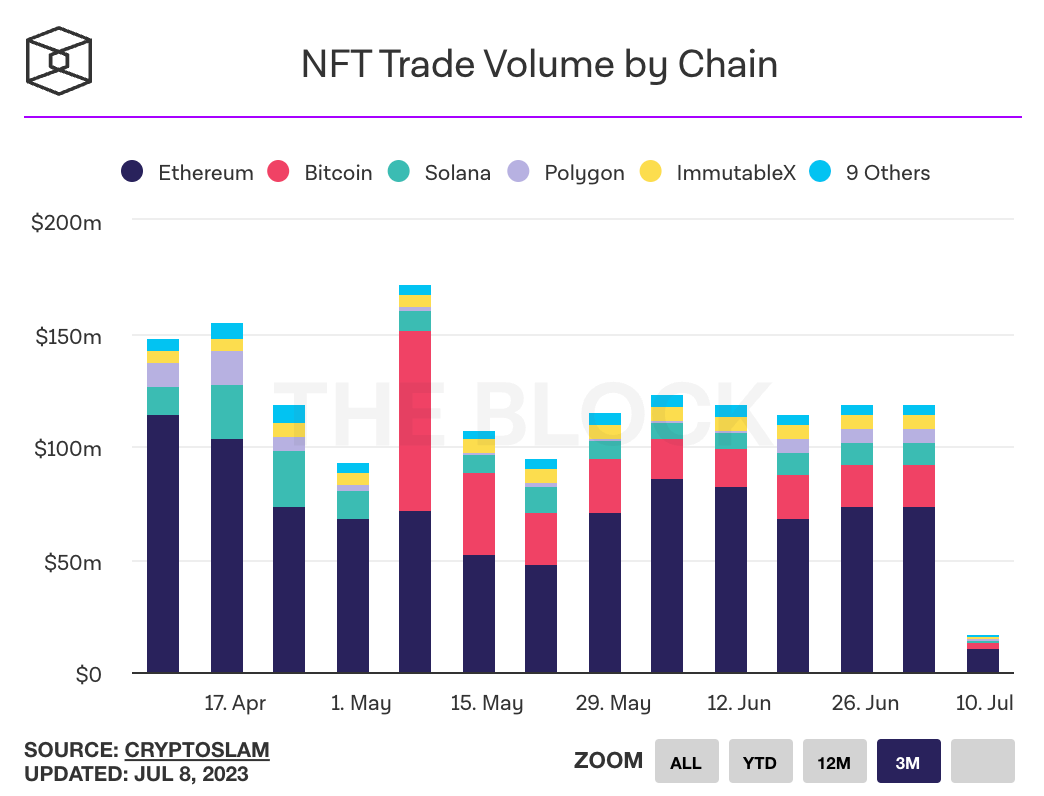 NFT Trade Volume by Chain
Ethereum Bitcoin Solana Polygon ImmutableX 9 Others
$200m
$150m
THE BLOCK
$100m
$50m
$0
17. Apr 1. May 15. May 29. May 12. Jun 26. Jun 10. Jul
SOURCE: CRYPTOSLAM
UPDATED: JUL 8, 2023
ZOOM ALL YTD 12M 3M